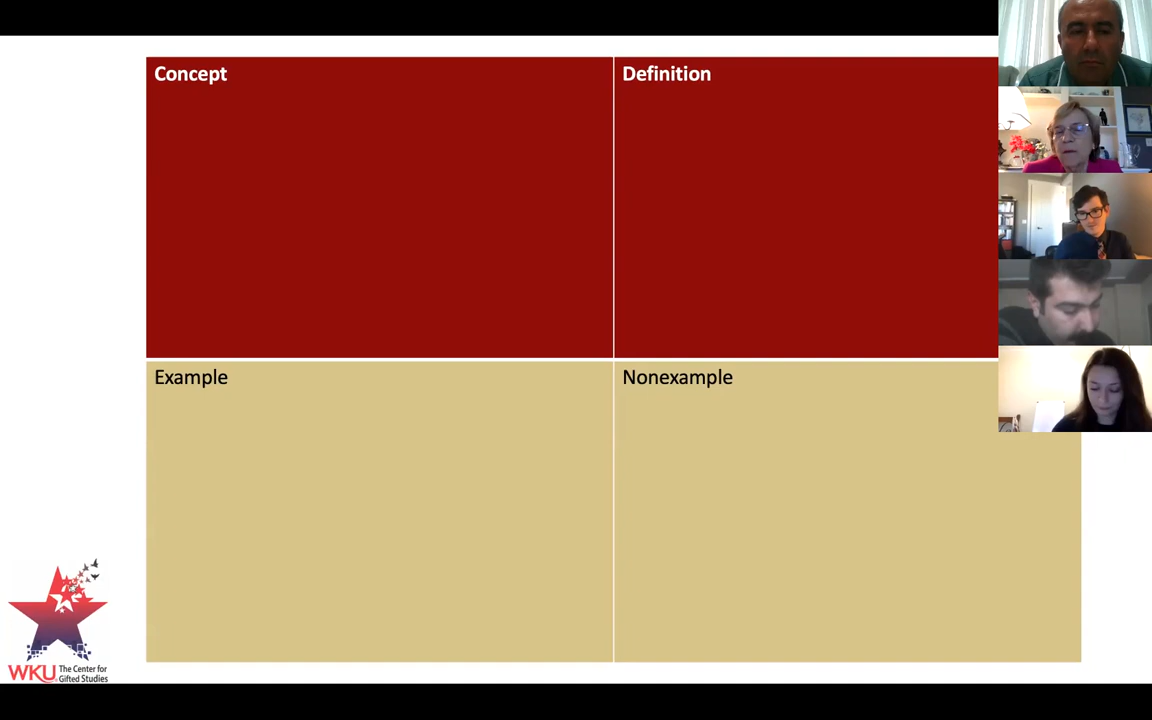 Concept
Definition
Example
Nonexample
WKU The Center for
Gifted Studies